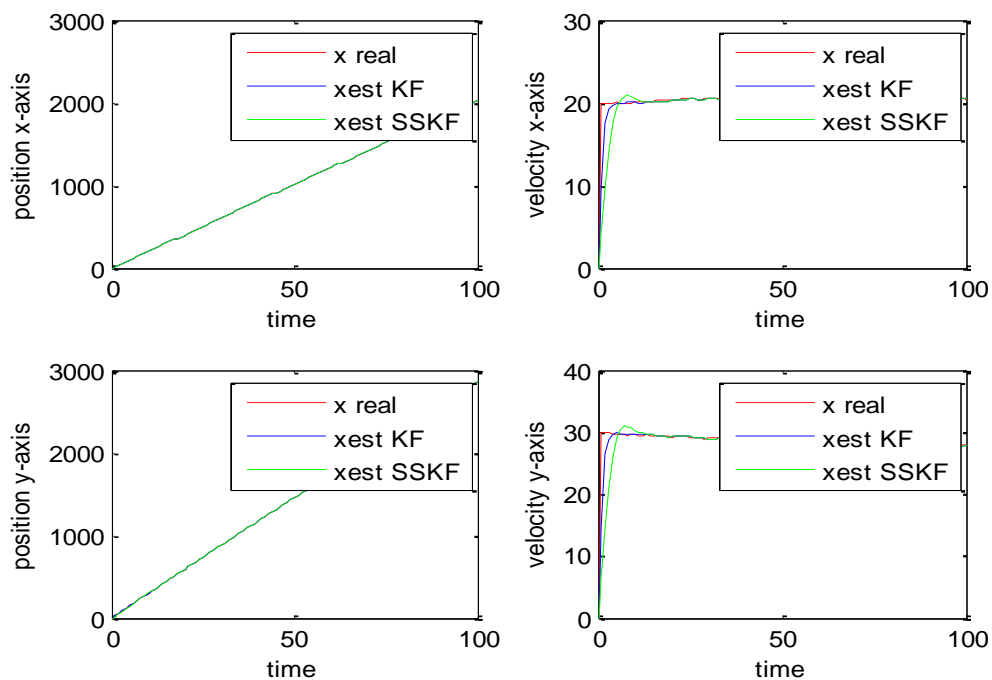 3000
2000
1000
0
position x-axis
x real
xest KF
xest SSKF
0
50
100
time
30
20
10
0
velocity x-axis
x real
xest KF
xest SSKF
0
50
100
time
3000
2000
1000
0
position y-axis
x real
xest KF
xest SSKF
0
50
100
time
40
30
20
10
0
velocity y-axis
x real
xest KF
xest SSKF
0
50
100
time